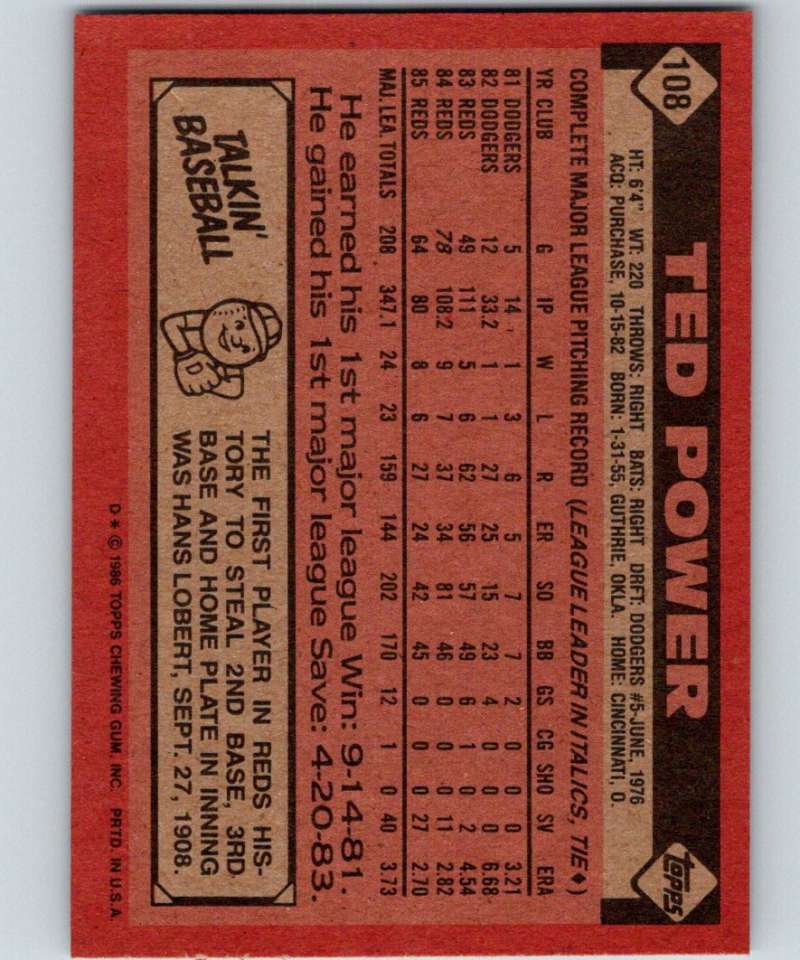 108
TED POWER
topps
HT: 6'4" WT: 220 THROWS: RIGHT BATS: RIGHT DRFT: DODGERS #5-JUNE, 1976
ACQ: PURCHASE, 10-15-82 BORN: 1-31-55, GUTHRIE, OKLA. HOME: CINCINNATI, O.
COMPLETE MAJOR LEAGUE PITCHING RECORD (LEAGUE LEADER IN ITALICS, TIE♦)
YR CLUB G IP W L R ER SO BB GS CG SHO SV ERA
81 DODGERS 5 14 1 3 6 5 7 7 2 0 0 0 3.21
82 DODGERS 12 33.2 1 1 27 25 15 23 4 0 0 0 6.68
83 REDS 49 111 5 6 62 56 57 49 6 1 0 2 4.54
84 REDS 78 108.2 9 7 37 34 81 46 0 0 0 11 2.82
85 REDS 64 80 8 6 27 24 42 45 0 0 0 27 2.70
MAJ. LEA. TOTALS 208 347.1 24 23 159 144 202 170 12 1 0 40 3.73
He earned his 1st major league Win: 9-14-81.
He gained his 1st major league Save: 4-20-83.
TALKIN'
BASEBALL
THE FIRST PLAYER IN REDS HIS-
TORY TO STEAL 2ND BASE, 3RD
BASE AND HOME PLATE IN INNING
WAS HANS LOBERT, SEPT. 27, 1908.
D* © 1986 TOPPS CHEWING GUM, INC. PRTD. IN U.S.A.